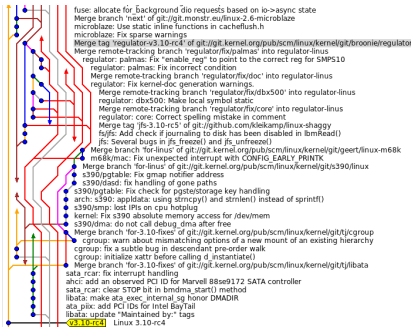 fuse: allocate for_background dio requests based on io->async state
Merge branch 'next' of git://git.monstr.eu/linux-2.6-microblaze
microblaze: Use static inline functions in cacheflush.h
microblaze: Fix sparse warnings
Merge tag 'regulator-v3.10-rc4' of git://git.kernel.org/pub/scm/linux/kernel/git/broonie/regulator
Merge remote-tracking branch 'regulator/fix/palmas' into regulator-linus
regulator: palmas: Fix "enable_reg" to point to the correct reg for SMPS10
regulator: palmas: Fix incorrect condition
Merge remote-tracking branch 'regulator/fix/doc' into regulator-linus
regulator: Fix kernel-doc generation warnings.
Merge remote-tracking branch 'regulator/fix/dbx500' into regulator-linus
regulator: dbx500: Make local symbol static
Merge remote-tracking branch 'regulator/fix/core' into regulator-linus
regulator: core: Correct spelling mistake in comment
Merge tag 'jfs-3.10-rc5' of git://github.com/kleikamp/linux-shaggy
fs/jfs: Add check if journaling to disk has been disabled in lbmRead()
jfs: Several bugs in jfs_freeze() and jfs_unfreeze()
Merge branch 'for-linus' of git://git.kernel.org/pub/scm/linux/kernel/git/geert/linux-m68k
m68k/mac: Fix unexpected interrupt with CONFIG_EARLY_PRINTK
Merge branch 'for-linus' of git://git.kernel.org/pub/scm/linux/kernel/git/s390/linux
s390/pgtable: Fix gmap notifier address
s390/dasd: fix handling of gone paths
s390/pgtable: Fix check for pgste/storage key handling
arch: s390: appldata: using strncpy() and strnlen() instead of sprintf()
s390/smp: lost IPIs on cpu hotplug
kernel: Fix s390 absolute memory access for /dev/mem
s390/dma: do not call debug_dma after free
Merge branch 'for-3.10-fixes' of git://git.kernel.org/pub/scm/linux/kernel/git/tj/cgroup
cgroup: warn about mismatching options of a new mount of an existing hierarchy
cgroup: fix a subtle bug in descendant pre-order walk
cgroup: initialize xattr before calling d_instantiate()
Merge branch 'for-3.10-fixes' of git://git.kernel.org/pub/scm/linux/kernel/git/tj/libata
sata_rcar: fix interrupt handling
ahci: add an observed PCI ID for Marvell 88se9172 SATA controller
sata_rcar: clear STOP bit in bmdma_start() method
libata: make ata_exec_internal_sg honor DMADIR
ata_piix: add PCI IDs for Intel BayTail
libata: update "Maintained by:" tags
v3.10-rc4 Linux 3.10-rc4